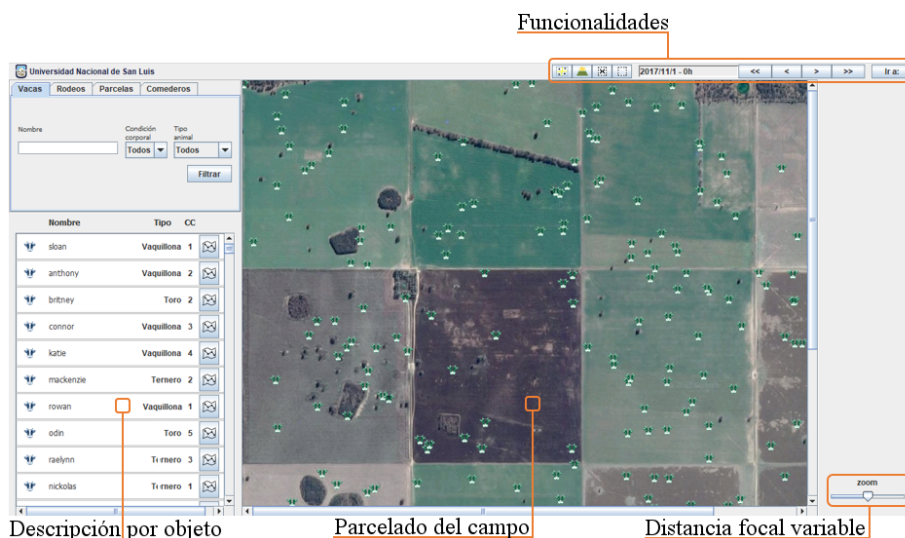 Funcionalidades
Universidad Nacional de San Luis
2017/11/1 - 0h << < > >> Ir a:
Vacas Rodeos Parcelas Comederos
Nombre Condición corporal Tipo animal
Todos Todos
Filtrar
Nombre Tipo CC
sloan Vaquillona 1
anthony Vaquillona 2
britney Toro 2
connor Vaquillona 3
katie Vaquillona 4
mackenzie Ternero 2
rowan Vaquillona 1
odin Toro 5
raelynn Ternero 3
nickolas Ternero 1
zoom
Descripción por objeto Parcelado del campo Distancia focal variable